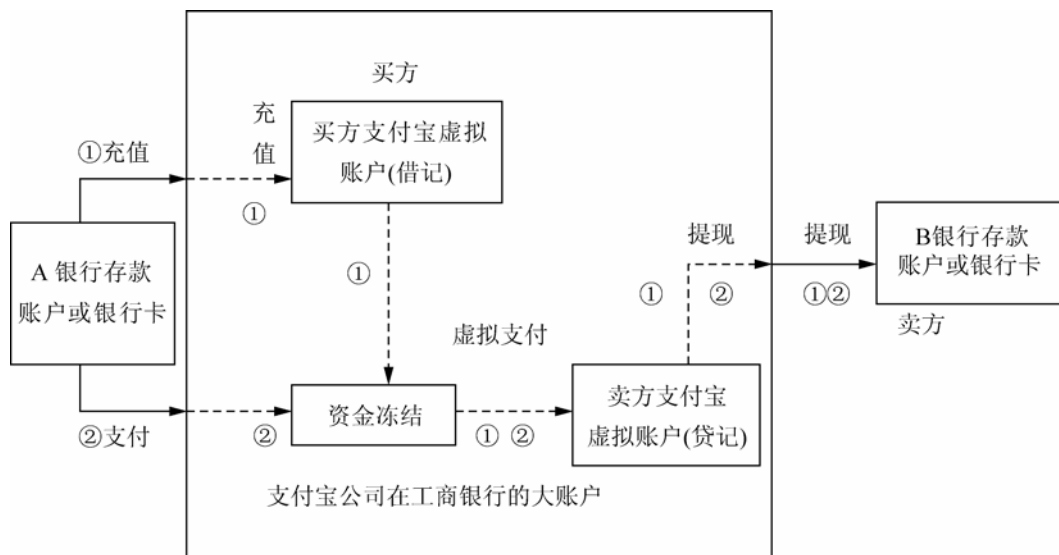 买方
充
值
买方支付宝虚拟
账户(借记)
①充值
①
A 银行存款
账户或银行卡
①
提现
提现
①
②
①②
B银行存款
账户或银行卡
卖方
虚拟支付
资金冻结
卖方支付宝
虚拟账户(贷记)
②支付
②
① ②
支付宝公司在工商银行的大账户